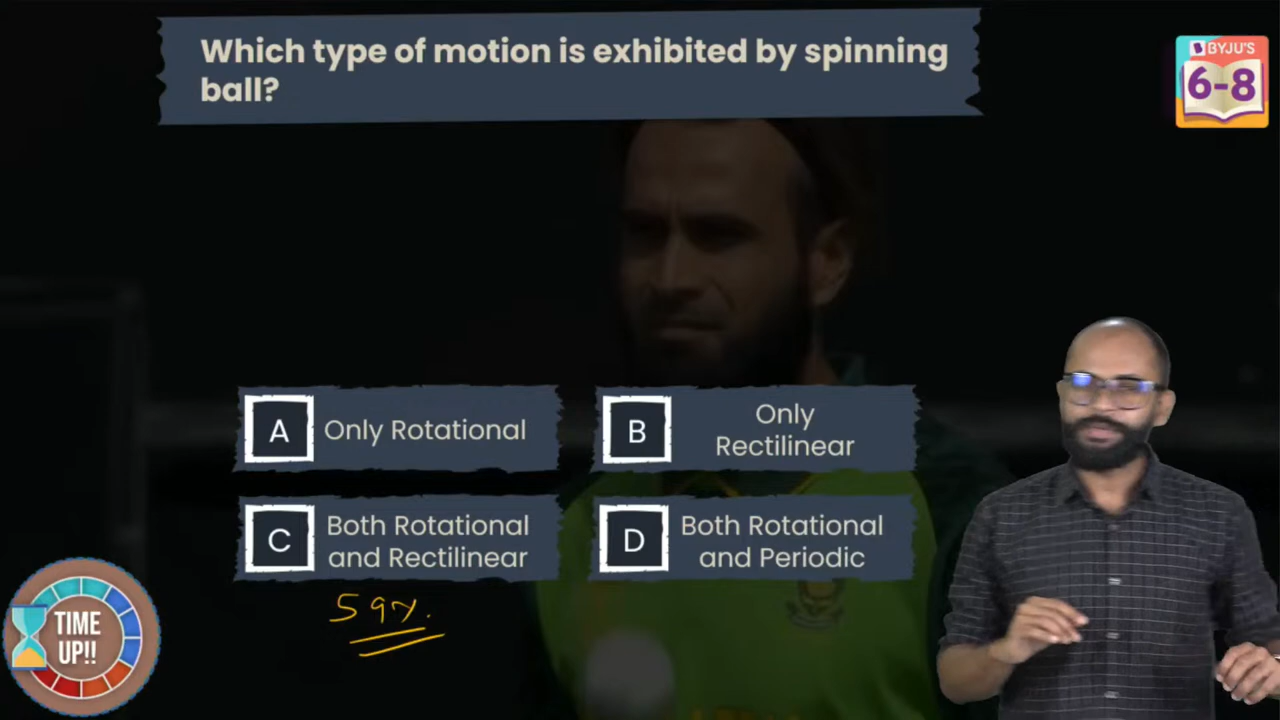 Which type of motion is exhibited by spinning
ball?
BYJU'S
6-8
A Only Rotational
B Only
Rectilinear
C Both Rotational
and Rectilinear
D Both Rotational
and Periodic
59%.
TIME
UP!!